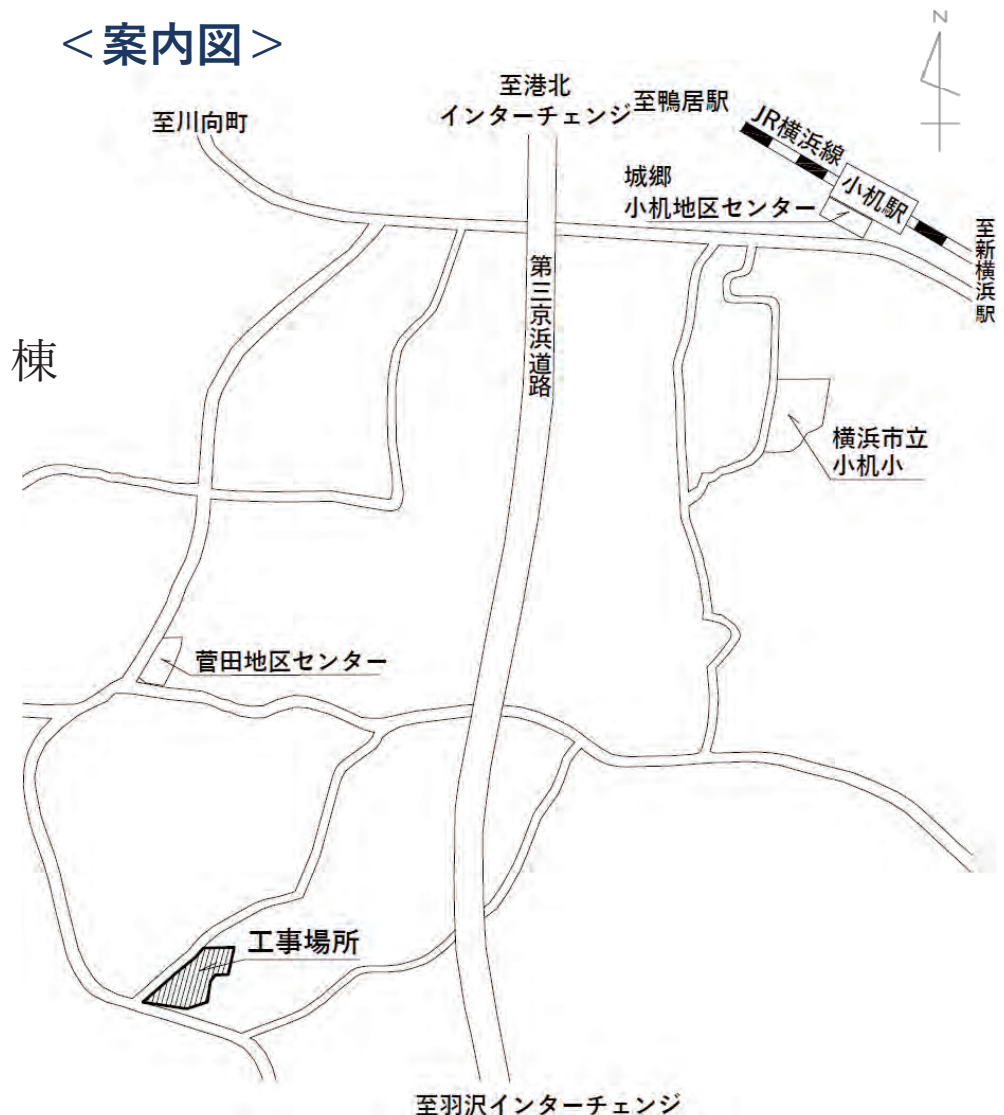 ＜案内図＞
N
至港北
インターチェンジ
至鴨居駅
至川向町
JR横浜線
小机駅
城郷
小机地区センター
至新横浜駅
第三京浜道路
棟
横浜市立
小机小
菅田地区センター
工事場所
至羽沢インターチェンジ